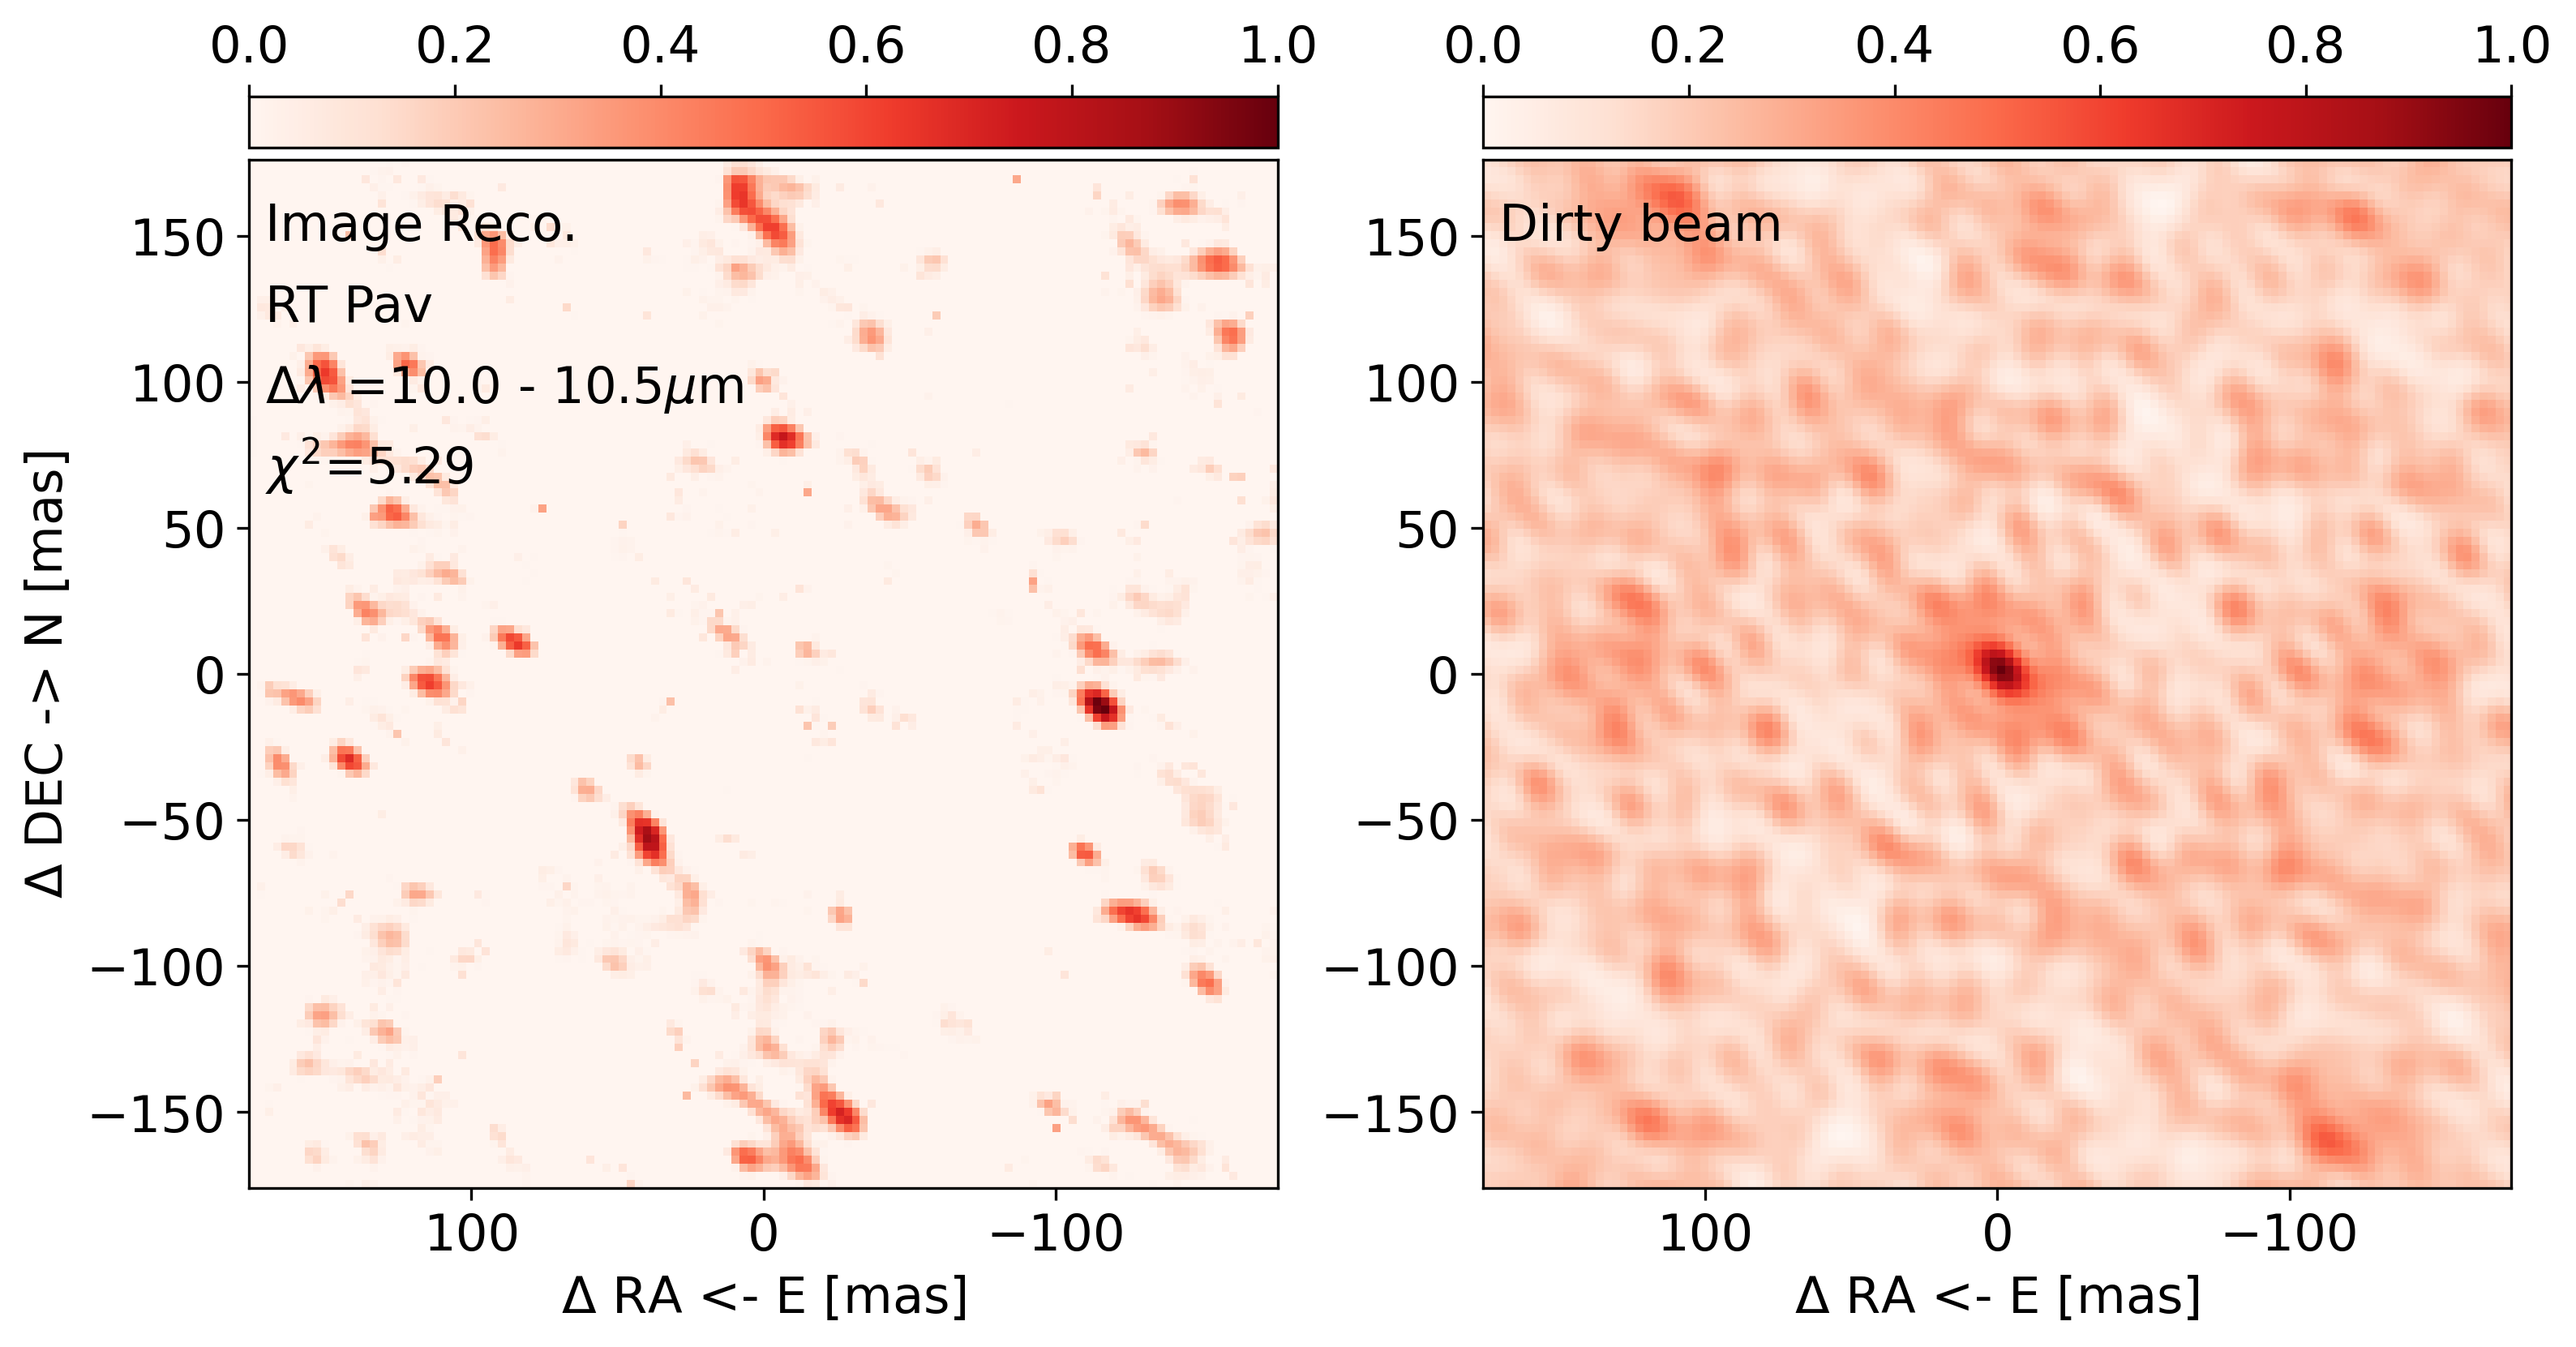 0.0 0.2 0.4 0.6 0.8 1.0
0.0 0.2 0.4 0.6 0.8 1.0
Image Reco.
RT Pav
Δλ =10.0 - 10.5μm
χ²=5.29
150
100
50
0
−50
−100
−150
Δ DEC -> N [mas]
100 0 −100
Δ RA <- E [mas]
Dirty beam
150
100
50
0
−50
−100
−150
100 0 −100
Δ RA <- E [mas]